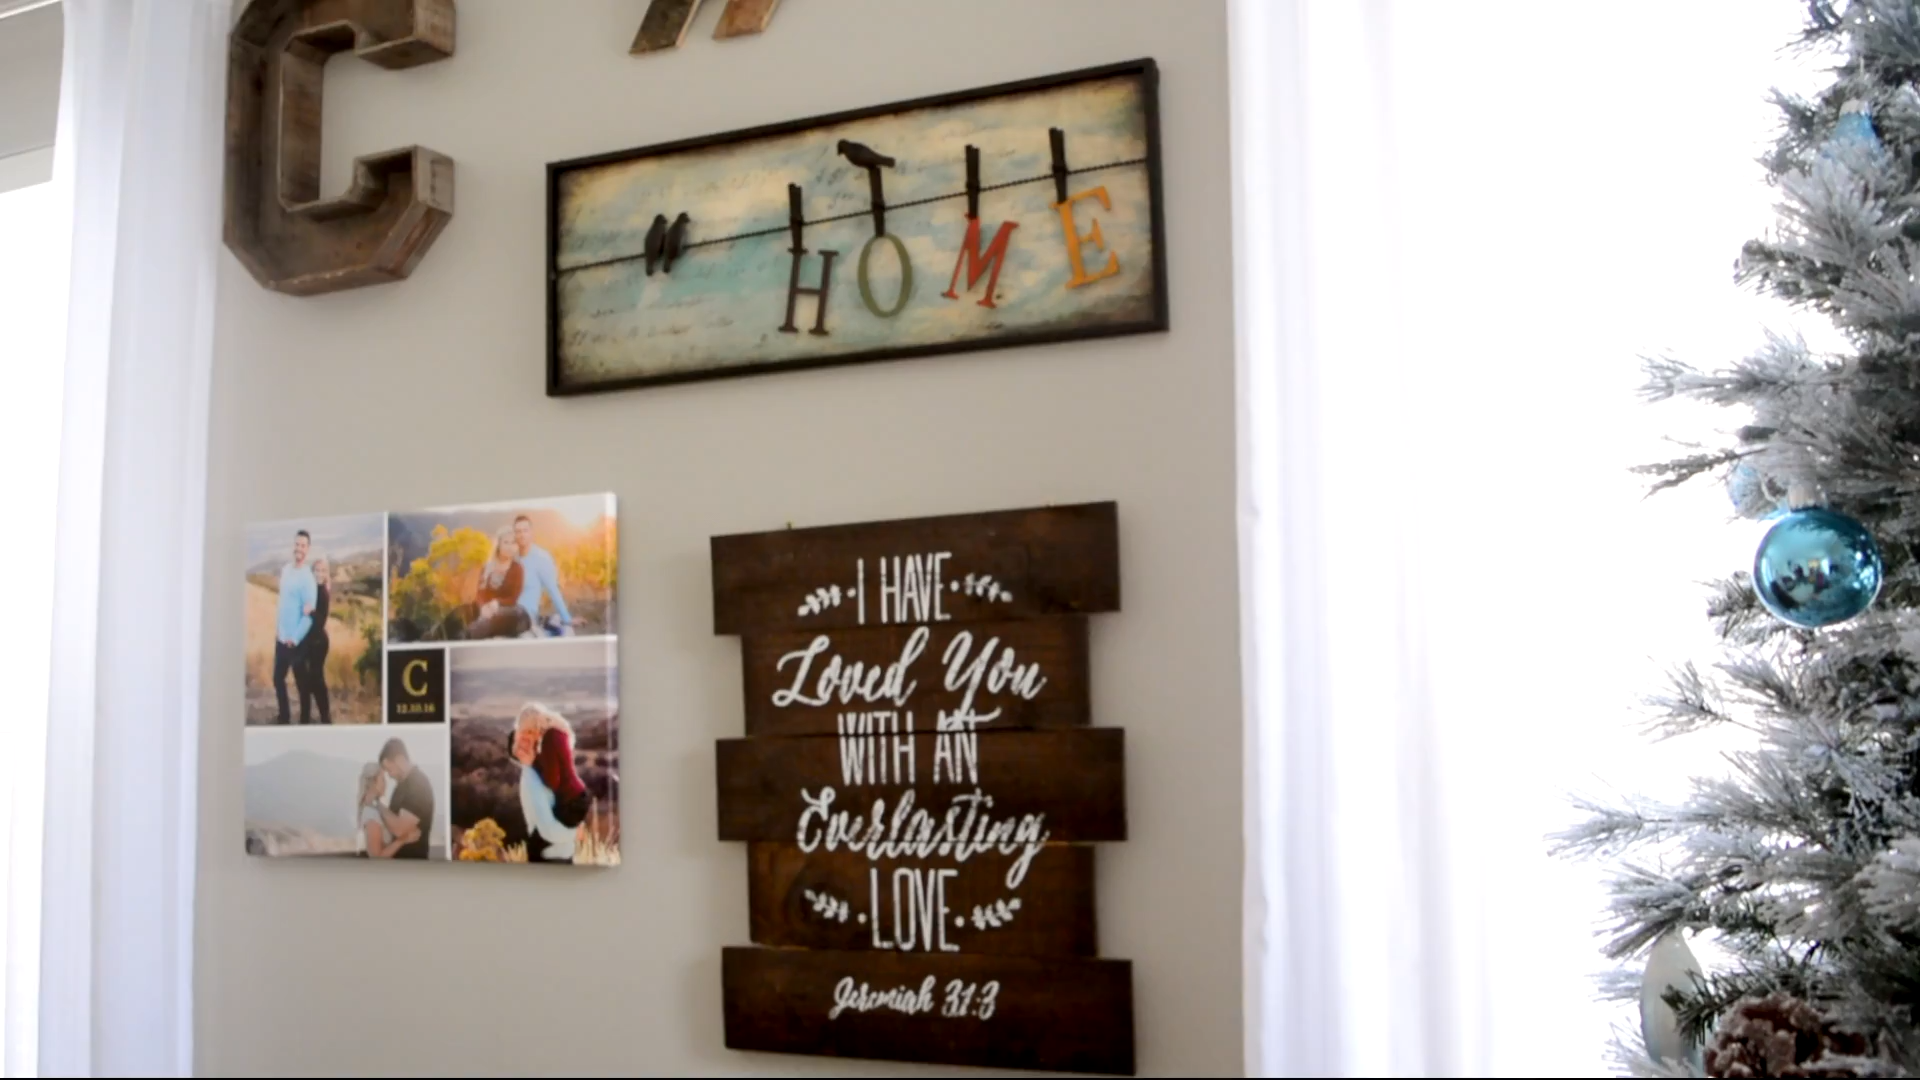 C
HOME
C
12.10.16
I HAVE
Loved You
WITH AN
Everlasting
LOVE
Jeremiah 31:3